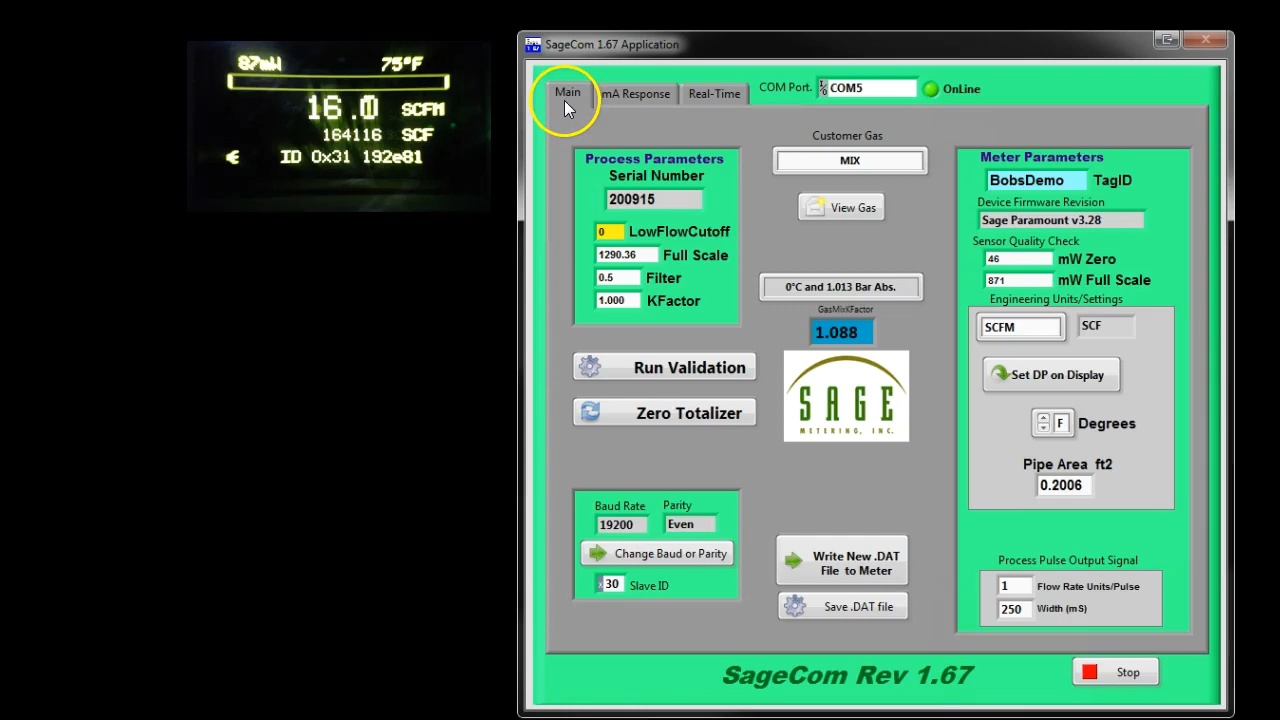 87mW 75°F
16.0 SCFM
164116 SCF
ID 0x31 192e81
SageCom 1.67 Application
Main mA Response Real-Time COM Port. COM5 OnLine
Process Parameters
Serial Number
200915
0 LowFlowCutoff
1290.36 Full Scale
0.5 Filter
1.000 KFactor
Run Validation
Zero Totalizer
Baud Rate Parity
19200 Even
Change Baud or Parity
x 30 Slave ID
Customer Gas
MIX
View Gas
0°C and 1.013 Bar Abs.
GasMixKFactor
1.088
SAGE
METERING, INC.
Write New .DAT
File to Meter
Save .DAT file
Meter Parameters
BobsDemo TagID
Device Firmware Revision
Sage Paramount v3.28
Sensor Quality Check
46 mW Zero
871 mW Full Scale
Engineering Units/Settings
SCFM SCF
Set DP on Display
F Degrees
Pipe Area ft2
0.2006
Process Pulse Output Signal
1 Flow Rate Units/Pulse
250 Width (mS)
SageCom Rev 1.67
Stop